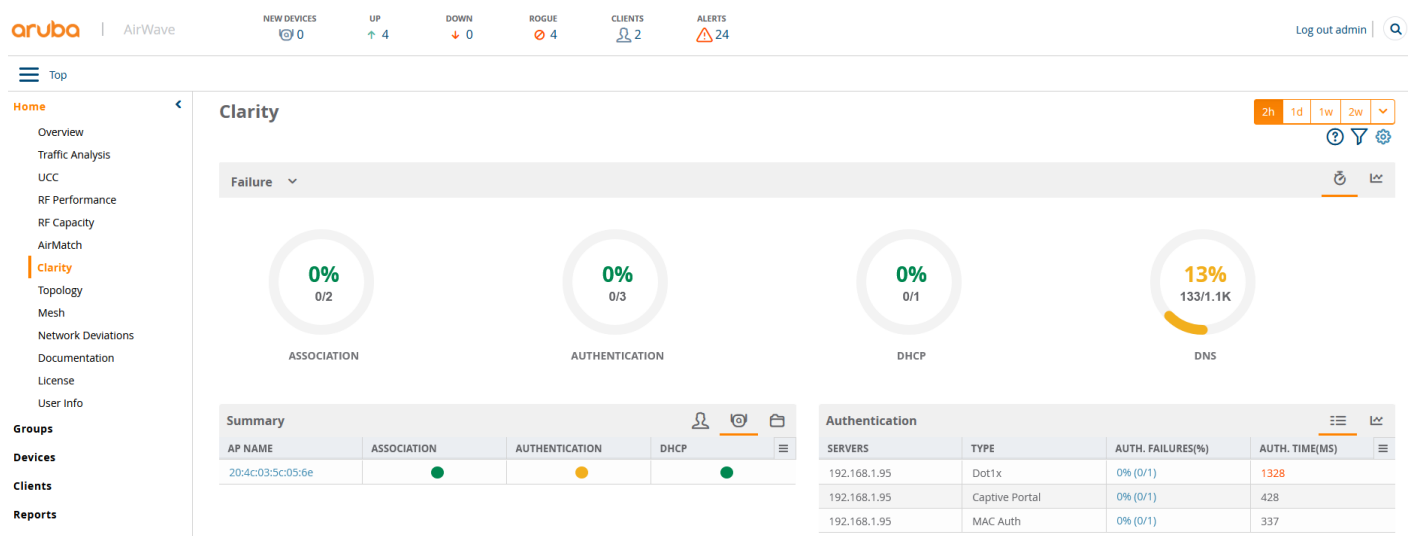 aruba | AirWave
NEW DEVICES UP DOWN ROGUE CLIENTS ALERTS
0 4 0 4 2 24
Log out admin
Top
Home
Overview
Traffic Analysis
UCC
RF Performance
RF Capacity
AirMatch
Clarity
Topology
Mesh
Network Deviations
Documentation
License
User Info
Groups
Devices
Clients
Reports
Clarity
2h 1d 1w 2w
Failure
0%
0/2
ASSOCIATION
0%
0/3
AUTHENTICATION
0%
0/1
DHCP
13%
133/1.1K
DNS
Summary
AP NAME ASSOCIATION AUTHENTICATION DHCP
20:4c:03:5c:05:6e
Authentication
SERVERS TYPE AUTH. FAILURES(%) AUTH. TIME(MS)
192.168.1.95 Dot1x 0% (0/1) 1328
192.168.1.95 Captive Portal 0% (0/1) 428
192.168.1.95 MAC Auth 0% (0/1) 337